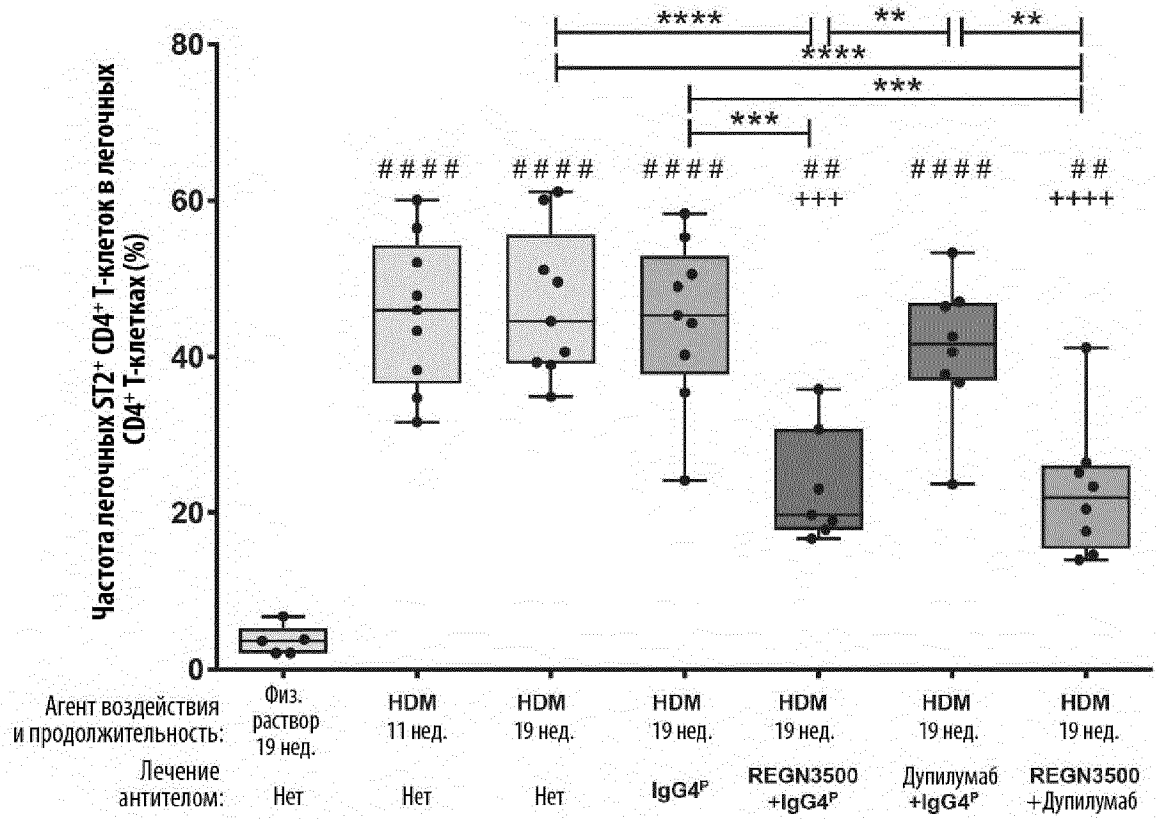 **** ** **
80
****
***
***
# # # # # # # # # # # # # # # # # # # #
+++ ++++
60
Частота легочных ST2⁺ CD4⁺ Т-клеток в легочных
CD4⁺ Т-клетках (%)
40
20
0
Агент воздействия
и продолжительность:
Физ.
раствор
19 нед.
HDM
11 нед.
HDM
19 нед.
HDM
19 нед.
HDM
19 нед.
HDM
19 нед.
HDM
19 нед.
Лечение
антителом:
Нет
Нет
Нет
IgG4ᴾ
REGN3500
+IgG4ᴾ
Дупилумаб
+IgG4ᴾ
REGN3500
+Дупилумаб